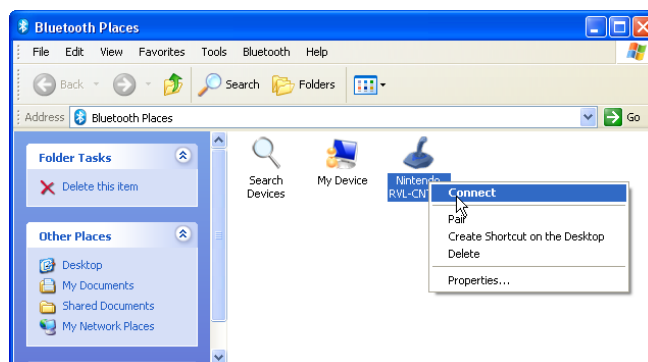 Bluetooth Places
File Edit View Favorites Tools Bluetooth Help
Back Search Folders
Address Bluetooth Places Go
Folder Tasks
Delete this item
Other Places
Desktop
My Documents
Shared Documents
My Network Places
Search
Devices
My Device
Nintendo
Connect
Pair
Create Shortcut on the Desktop
Delete
Properties...